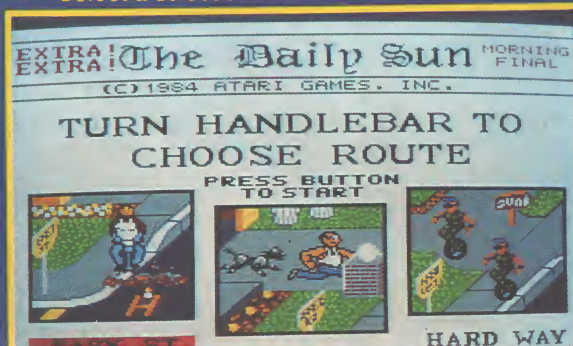 EXTRA! The Daily Sun MORNING
EXTRA! FINAL
(C) 1984 ATARI GAMES, INC.
TURN HANDLEBAR TO
CHOOSE ROUTE
PRESS BUTTON
TO START
SUN
HARD WAY